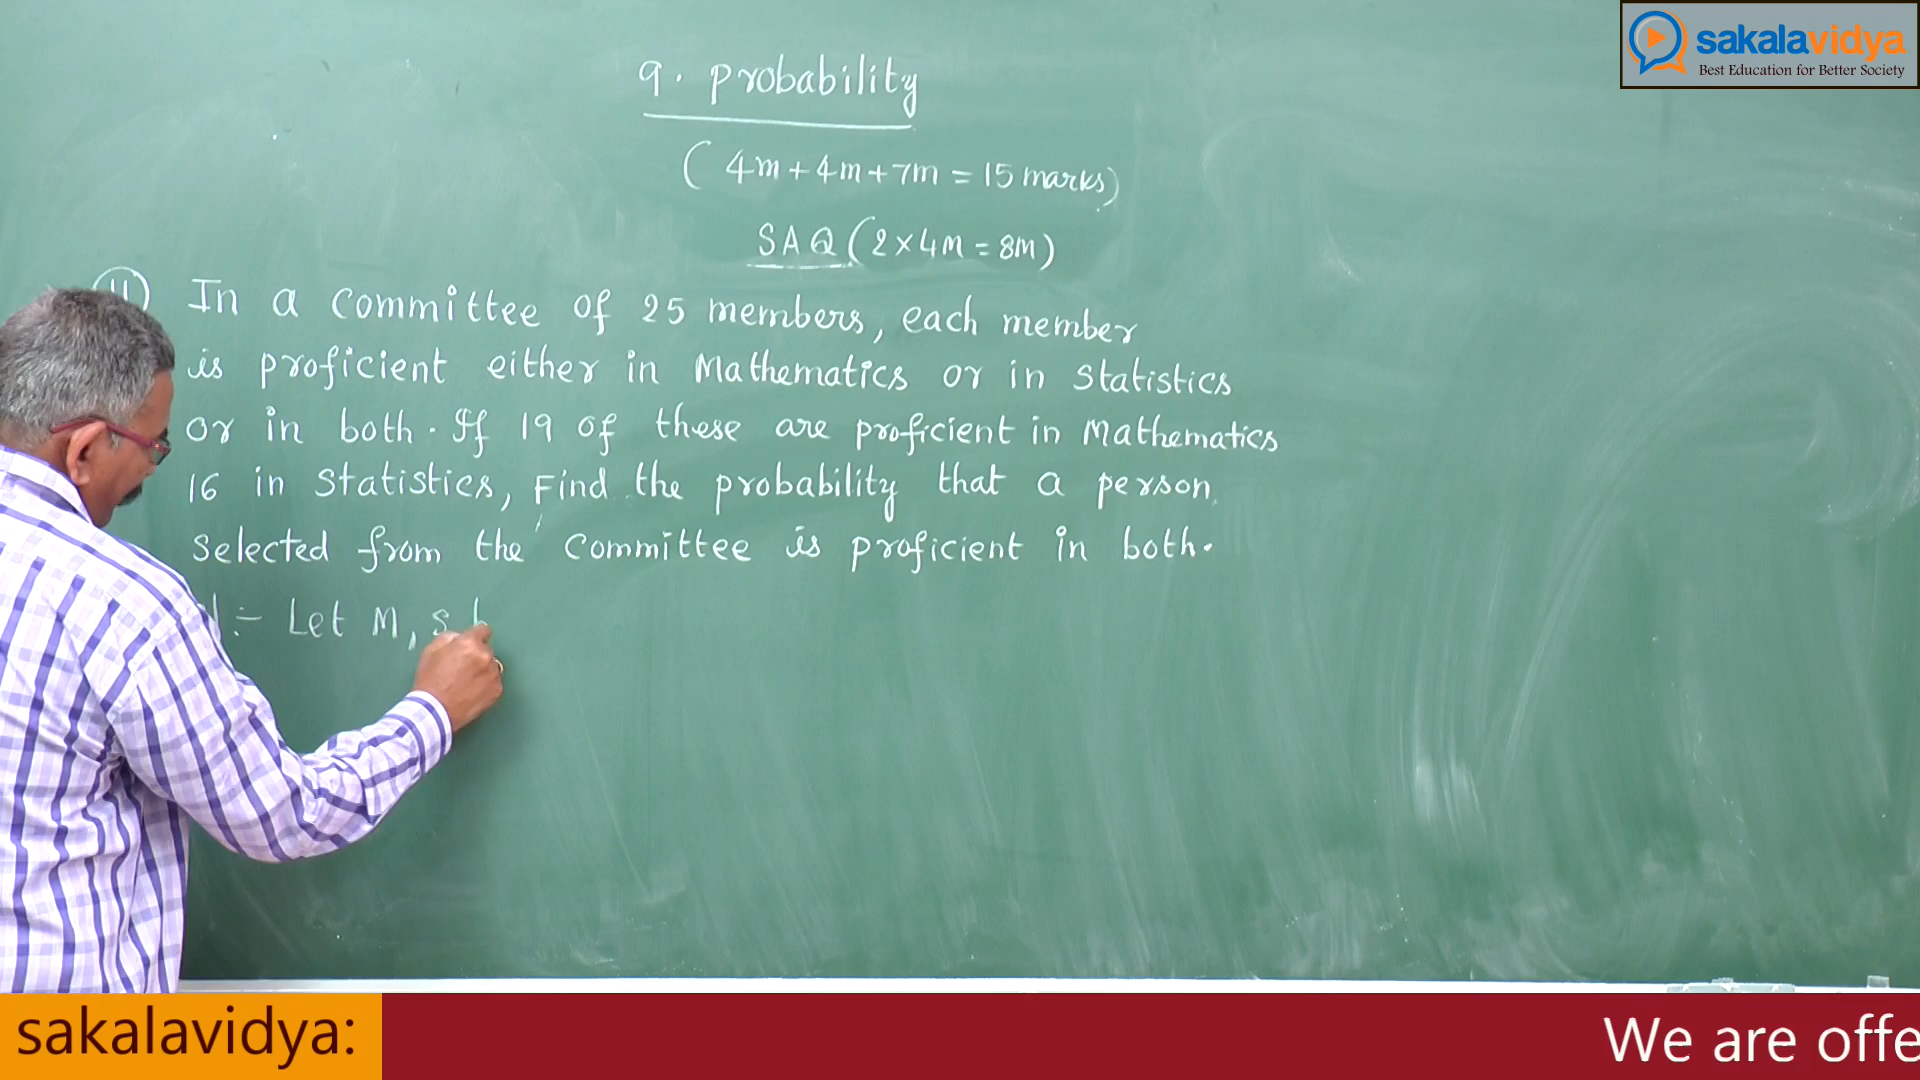 sakalavidya
Best Education for Better Society
9. probability
( 4m + 4m + 7m = 15 marks)
SAQ (2 × 4M = 8M)
In a committee of 25 members, each member
is proficient either in Mathematics or in statistics
or in both. If 19 of these are proficient in Mathematics
16 in statistics, Find the probability that a person
selected from the committee is proficient in both.
:- Let M, S
sakalavidya:
We are offe